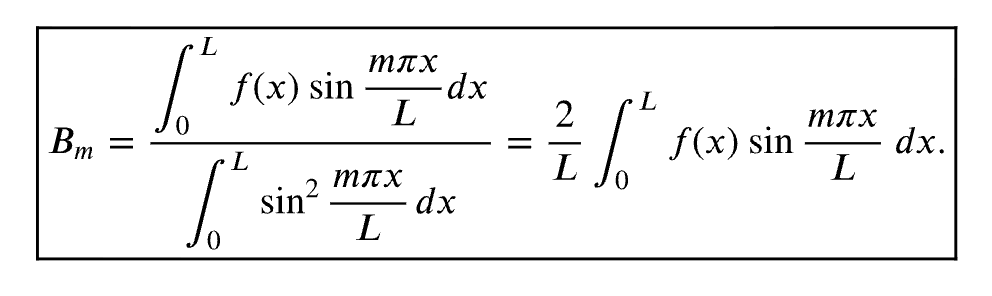 $$B_m = \frac{\int_0^L f(x) \sin \frac{m\pi x}{L} dx}{\int_0^L \sin^2 \frac{m\pi x}{L} dx} = \frac{2}{L} \int_0^L f(x) \sin \frac{m\pi x}{L} \, dx.$$